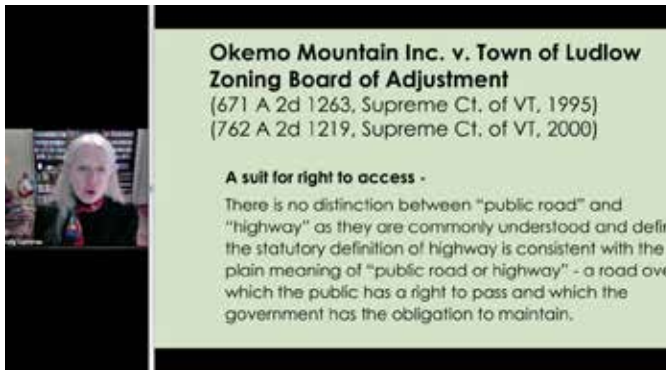 Okemo Mountain Inc. v. Town of Ludlow
Zoning Board of Adjustment
(671 A 2d 1263, Supreme Ct. of VT, 1995)
(762 A 2d 1219, Supreme Ct. of VT, 2000)
A suit for right to access -
There is no distinction between "public road" and
"highway" as they are commonly understood and defin
the statutory definition of highway is consistent with the
plain meaning of "public road or highway" - a road ove
which the public has a right to pass and which the
government has the obligation to maintain.